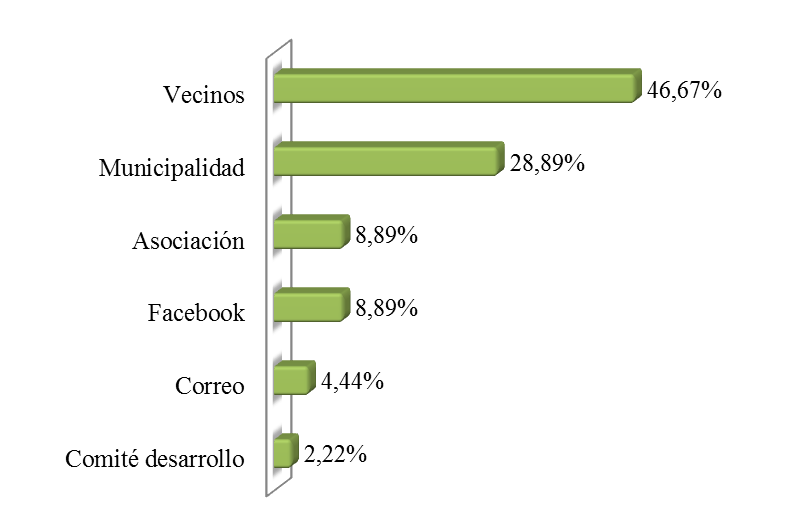 Vecinos 46,67%
Municipalidad 28,89%
Asociación 8,89%
Facebook 8,89%
Correo 4,44%
Comité desarrollo 2,22%